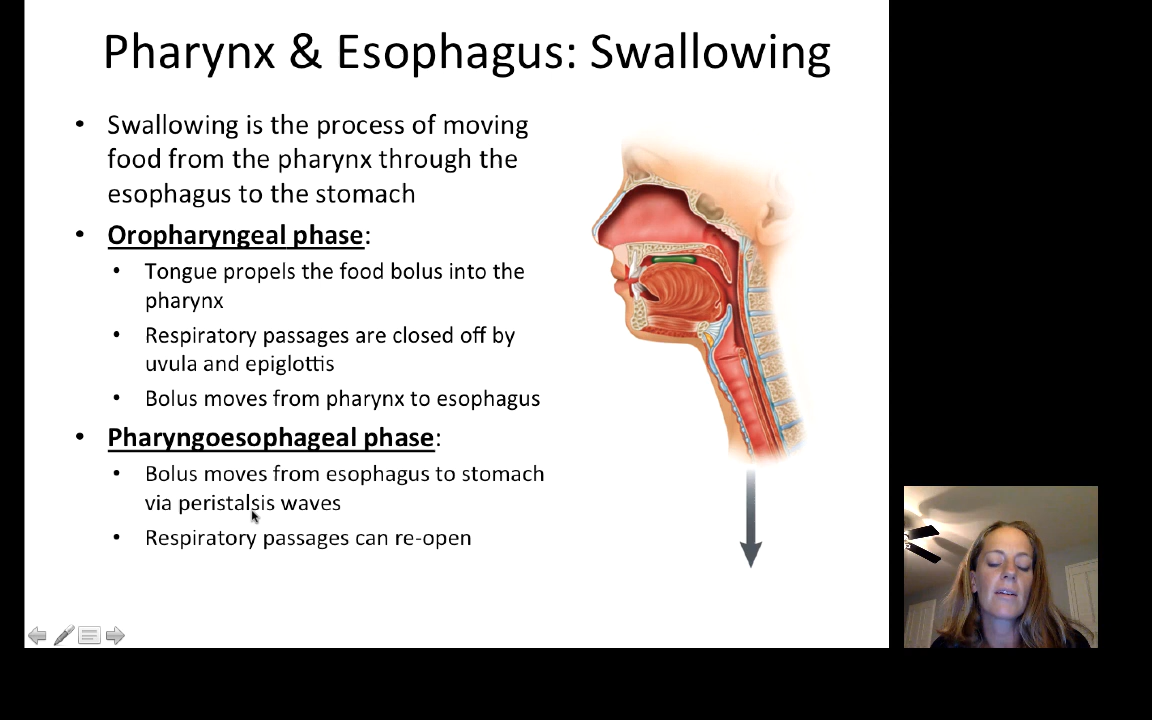 Pharynx & Esophagus: Swallowing
• Swallowing is the process of moving
food from the pharynx through the
esophagus to the stomach
• Oropharyngeal phase:
• Tongue propels the food bolus into the
pharynx
• Respiratory passages are closed off by
uvula and epiglottis
• Bolus moves from pharynx to esophagus
• Pharyngoesophageal phase:
• Bolus moves from esophagus to stomach
via peristalsis waves
• Respiratory passages can re-open